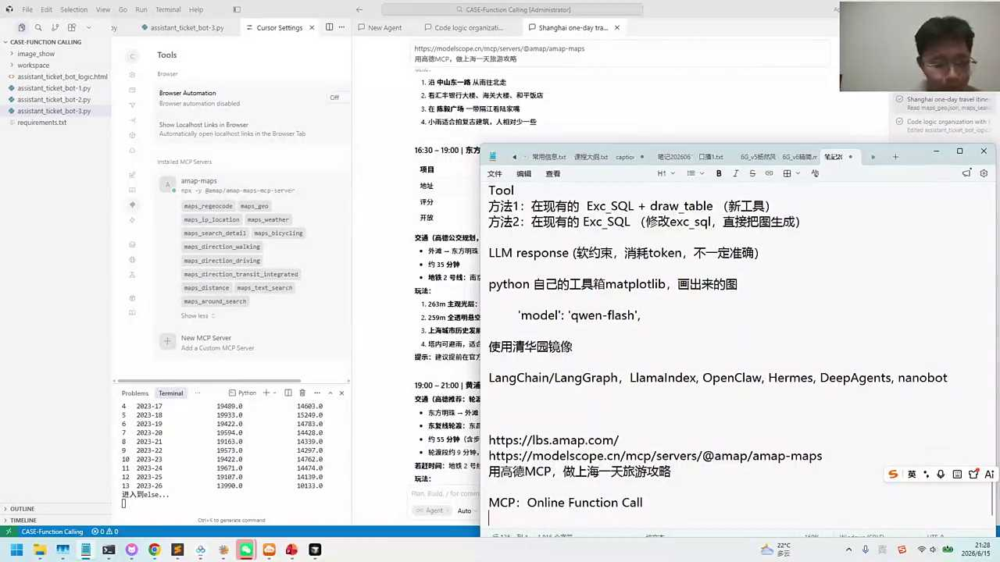 File Edit Selection View Go Run Terminal Help
CASE-Function Calling [Administrator]
assistant_ticket_bot-3.py
Cursor Settings
New Agent
Code logic organizati...
Shanghai one-day tra...
CASE-FUNCTION CALLING
image_show
workspace
assistant_ticket_bot_logic.html
assistant_ticket_bot-1.py
assistant_ticket_bot-2.py
assistant_ticket_bot-3.py
requirements.txt
OUTLINE
TIMELINE
Tools
Browser
Browser Automation
Browser automation disabled
Off
Show Localhost Links in Browser
Automatically open localhost links in the Browser Tab
Installed MCP Servers
A
amap-maps
npx -y @amap/amap-maps-mcp-server
maps_regeocode maps_geo
maps_ip_location maps_weather
maps_search_detail maps_bicycling
maps_direction_walking
maps_direction_driving
maps_direction_transit_integrated
maps_distance maps_text_search
maps_around_search
Show less
New MCP Server
Add a Custom MCP Server
Problems Terminal ... Python
4 2023-17 19489.0 14603.0
5 2023-18 19933.0 15249.0
6 2023-19 19422.0 14783.0
7 2023-20 19594.0 14428.0
8 2023-21 19163.0 14339.0
9 2023-22 19573.0 14297.0
10 2023-23 19422.0 14762.0
11 2023-24 19671.0 14474.0
12 2023-25 19107.0 14139.0
13 2023-26 13990.0 10133.0
进入到else...
Ctrl+K to generate command
https://modelscope.cn/mcp/servers/@amap/amap-maps
用高德MCP，做上海一天旅游攻略
1. 沿 中山东一路 从南往北走
2. 看汇丰银行大楼、海关大楼、和平饭店
3. 在 陈毅广场 一带隔江看陆家嘴
4. 小雨适合拍复古建筑，人相对少一些
16:30 – 19:00 | 东方
项目
地址
评分
开放
交通（高德公交规划，
外滩 → 东方明珠
约 35 分钟
地铁 2 号线：南京
玩法：
1. 263m 主观光层：
2. 259m 全透明悬空
3. 上海城市历史发展
4. 塔内可避雨，适合
提示：建议提前在官方
19:00 – 21:00 | 黄浦
交通（高德推荐：轮渡
东方明珠 → 外滩
东复线轮渡：东昌
约 55 分钟（含步
轮渡段约 9 分钟，
若赶时间：地铁 2 号线
玩法：
Plan, Build, / for comm
Agent Auto
Shanghai one-day travel itine
Read maps_geo.json, maps_sear
Code logic organization with
Edited assistant_ticket_bot_logic
常用信息.txt 课程大纲.txt caption 笔记202606 口播1.txt 6G_v5杨然风 6G_v6精简.m 笔记20
文件 编辑 查看
H1 B I S
Tool
方法1：在现有的 Exc_SQL + draw_table （新工具）
方法2：在现有的 Exc_SQL （修改exc_sql，直接把图生成）
LLM response (软约束，消耗token，不一定准确)
python 自己的工具箱matplotlib，画出来的图
'model': 'qwen-flash',
使用清华园镜像
LangChain/LangGraph，LlamaIndex, OpenClaw, Hermes, DeepAgents, nanobot
https://lbs.amap.com/
https://modelscope.cn/mcp/servers/@amap/amap-maps
用高德MCP，做上海一天旅游攻略
MCP：Online Function Call
英
CASE-Function Calling 0 0
22°C
多云
21:28
2026/6/15